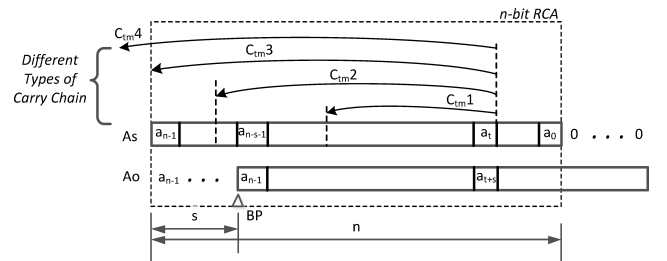 n-bit RCA
Different
Types of
Carry Chain
Ctm4
Ctm3
Ctm2
Ctm1
As an-1 an-s-1 at a0 0 . . . 0
Ao an-1 . . . an-1 at+s
s BP
n